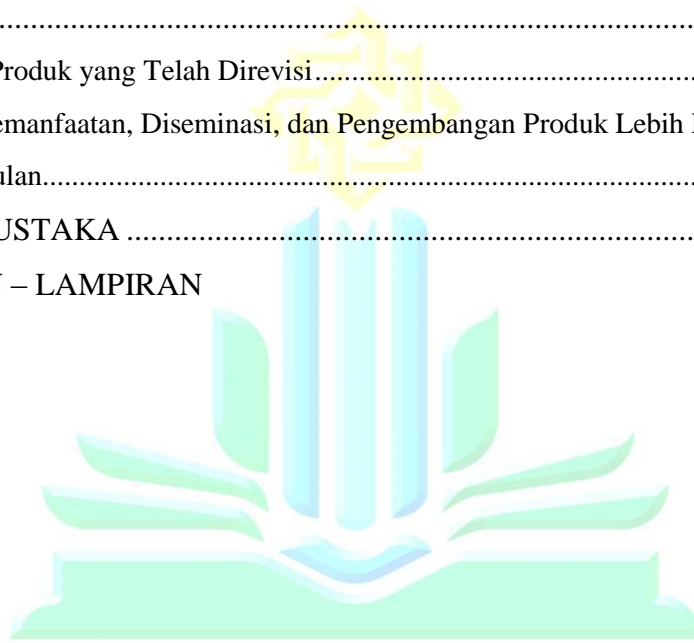 ...........................................................................................
Produk yang Telah Direvisi..................................................
emanfaatan, Diseminasi, dan Pengembangan Produk Lebih
ulan.........................................................................................
USTAKA ............................................................................
– LAMPIRAN